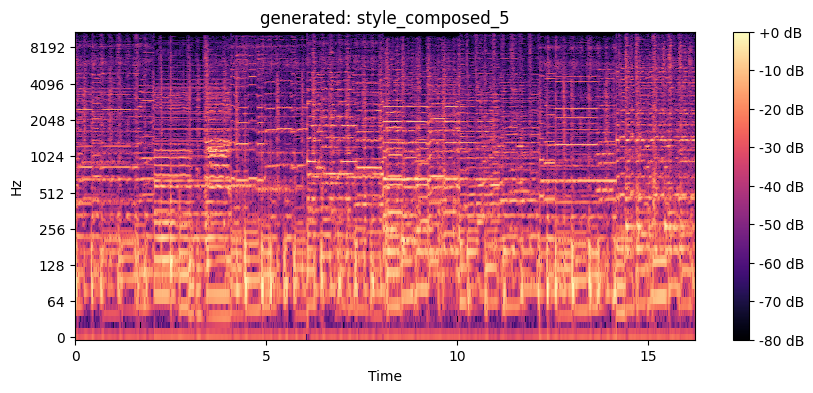 generated: style_composed_5
Hz
8192
4096
2048
1024
512
256
128
64
0
0
5
10
15
Time
+0 dB
-10 dB
-20 dB
-30 dB
-40 dB
-50 dB
-60 dB
-70 dB
-80 dB